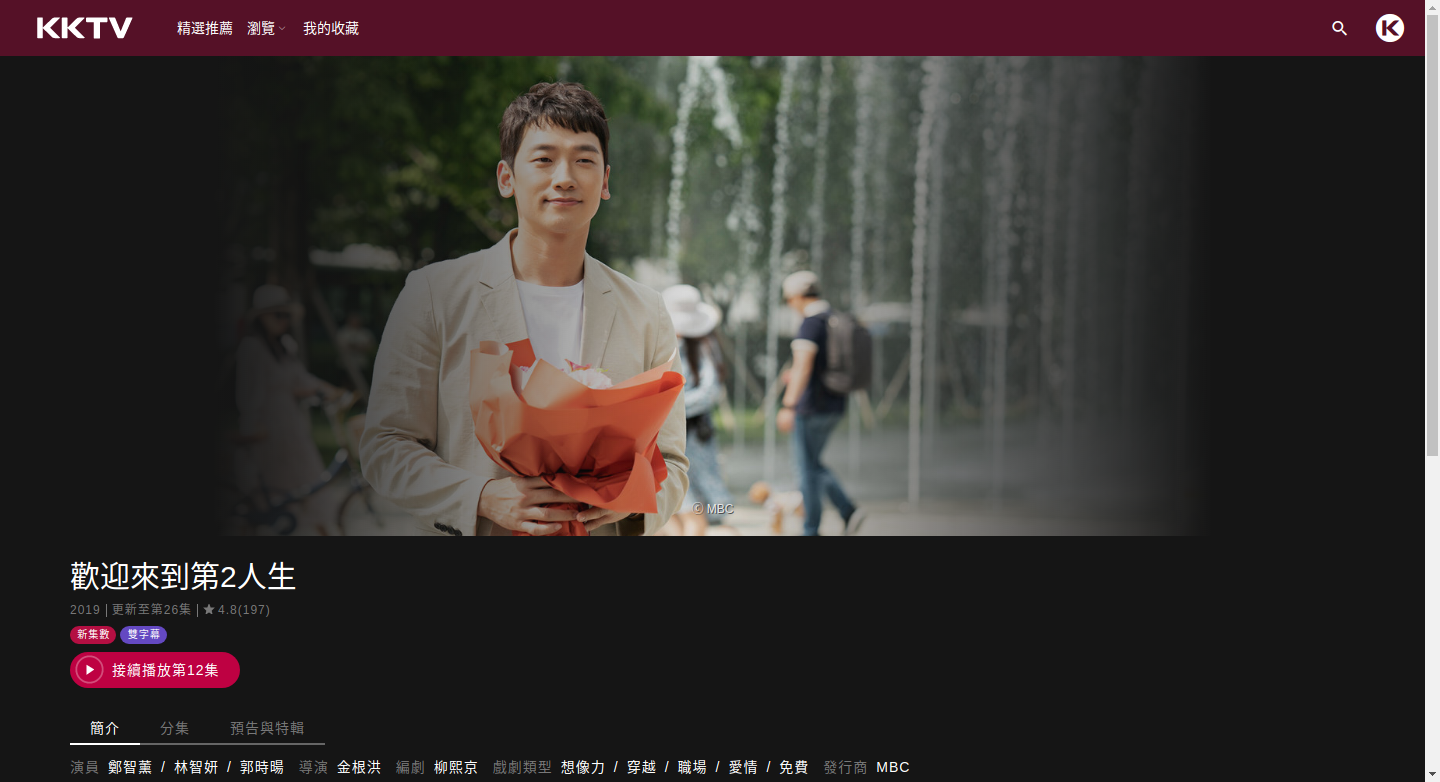 KKTV 精選推薦 瀏覽 我的收藏
© MBC
歡迎來到第2人生
2019 | 更新至第26集 | ★ 4.8(197)
新集數 雙字幕
接續播放第12集
簡介 分集 預告與特輯
演員 鄭智薰 / 林智妍 / 郭時暘 導演 金根洪 編劇 柳熙京 戲劇類型 想像力 / 穿越 / 職場 / 愛情 / 免費 發行商 MBC